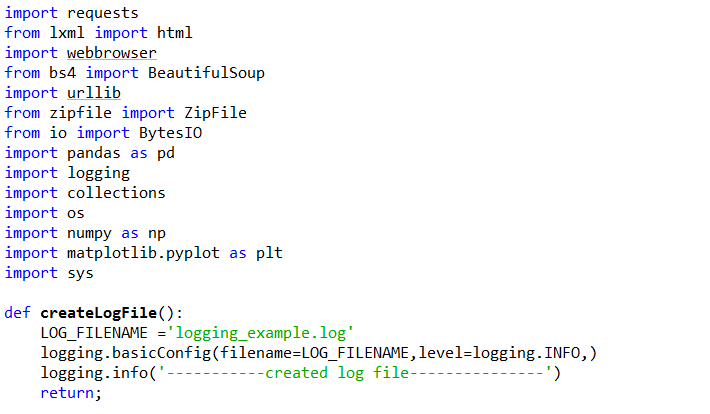 import requests
from lxml import html
import webbrowser
from bs4 import BeautifulSoup
import urllib
from zipfile import ZipFile
from io import BytesIO
import pandas as pd
import logging
import collections
import os
import numpy as np
import matplotlib.pyplot as plt
import sys
def createLogFile():
    LOG_FILENAME ='logging_example.log'
    logging.basicConfig(filename=LOG_FILENAME,level=logging.INFO,)
    logging.info('-----------created log file---------------')
    return;